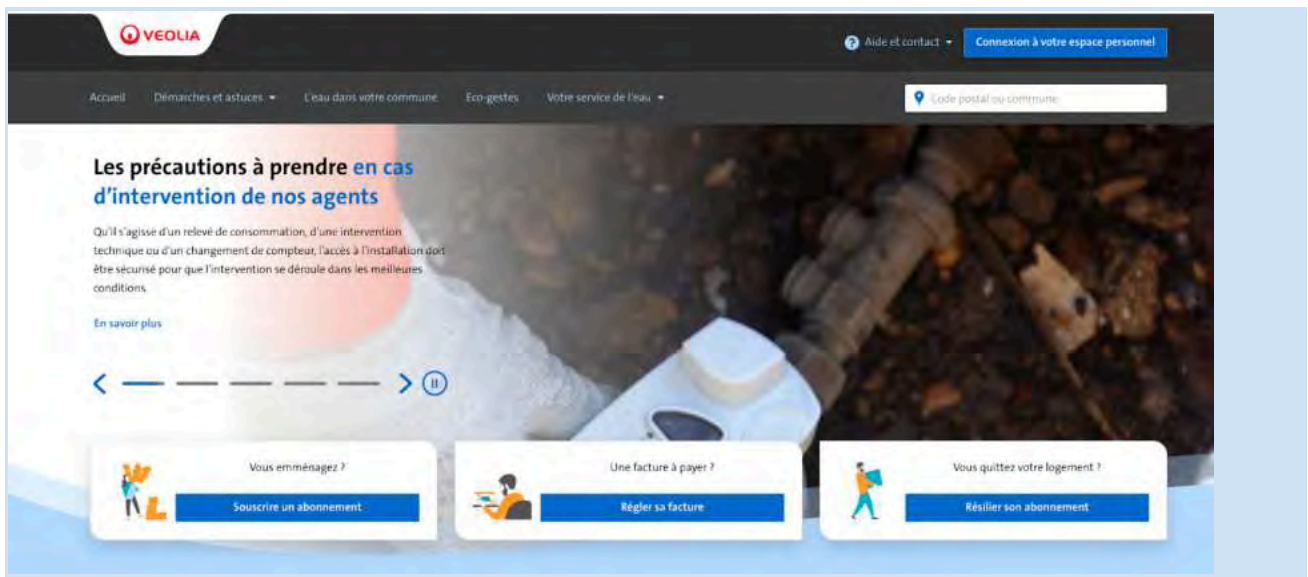 VEOLIA
Aide et contact
Connexion à votre espace personnel
Accueil
Démarches et astuces
L'eau dans votre commune
Eco-gestes
Votre service de l'eau
Code postal ou commune
Les précautions à prendre en cas
d'intervention de nos agents
Qu'il s'agisse d'un relevé de consommation, d'une intervention
technique ou d'un changement de compteur, l'accès à l'installation doit
être sécurisé pour que l'intervention se déroule dans les meilleures
conditions.
En savoir plus
Vous emménagez ?
Souscrire un abonnement
Une facture à payer ?
Régler sa facture
Vous quittez votre logement ?
Résilier son abonnement